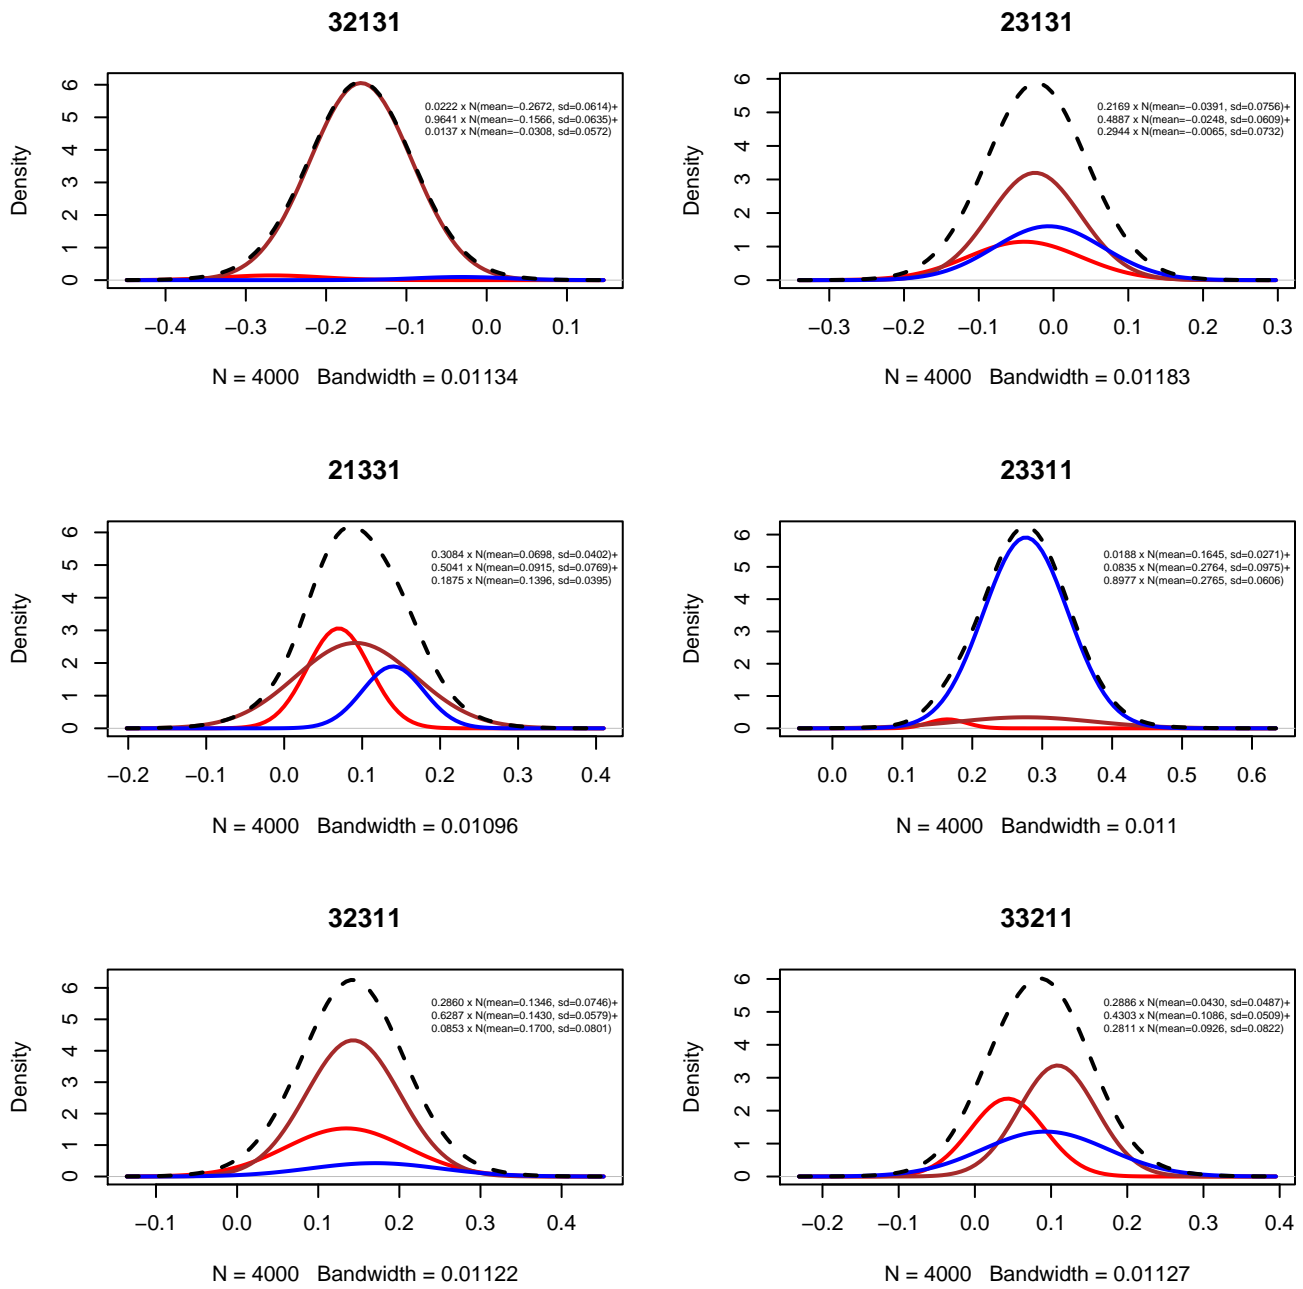 32131
Density
0 1 2 3 4 5 6
0.0222 x N(mean=−0.2672, sd=0.0614)+
0.9641 x N(mean=−0.1566, sd=0.0635)+
0.0137 x N(mean=−0.0308, sd=0.0572)
−0.4 −0.3 −0.2 −0.1 0.0 0.1
N = 4000 Bandwidth = 0.01134
23131
Density
0 1 2 3 4 5 6
0.2169 x N(mean=−0.0391, sd=0.0756)+
0.4887 x N(mean=−0.0248, sd=0.0609)+
0.2944 x N(mean=−0.0065, sd=0.0732)
−0.3 −0.2 −0.1 0.0 0.1 0.2 0.3
N = 4000 Bandwidth = 0.01183
21331
Density
0 1 2 3 4 5 6
0.3084 x N(mean=0.0698, sd=0.0402)+
0.5041 x N(mean=0.0915, sd=0.0769)+
0.1875 x N(mean=0.1396, sd=0.0395)
−0.2 −0.1 0.0 0.1 0.2 0.3 0.4
N = 4000 Bandwidth = 0.01096
23311
Density
0 1 2 3 4 5 6
0.0188 x N(mean=0.1645, sd=0.0271)+
0.0835 x N(mean=0.2764, sd=0.0975)+
0.8977 x N(mean=0.2765, sd=0.0606)
0.0 0.1 0.2 0.3 0.4 0.5 0.6
N = 4000 Bandwidth = 0.011
32311
Density
0 1 2 3 4 5 6
0.2860 x N(mean=0.1346, sd=0.0746)+
0.6287 x N(mean=0.1430, sd=0.0579)+
0.0853 x N(mean=0.1700, sd=0.0801)
−0.1 0.0 0.1 0.2 0.3 0.4
N = 4000 Bandwidth = 0.01122
33211
Density
0 1 2 3 4 5 6
0.2886 x N(mean=0.0430, sd=0.0487)+
0.4303 x N(mean=0.1086, sd=0.0509)+
0.2811 x N(mean=0.0926, sd=0.0822)
−0.2 −0.1 0.0 0.1 0.2 0.3 0.4
N = 4000 Bandwidth = 0.01127